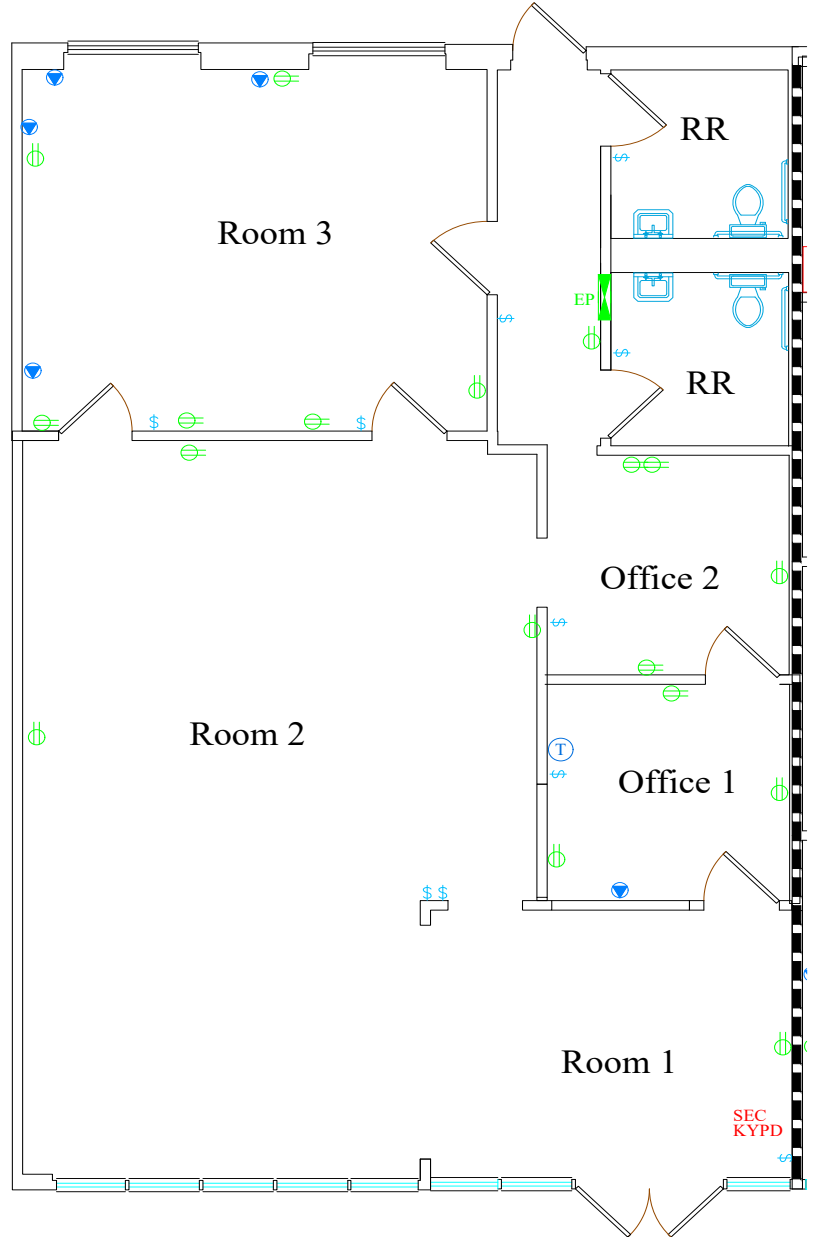 RR
Room 3
$
EP
$
$
RR
$
$
Office 2
$
Room 2
T
$
Office 1
$ $
Room 1
SEC
KYPD
$